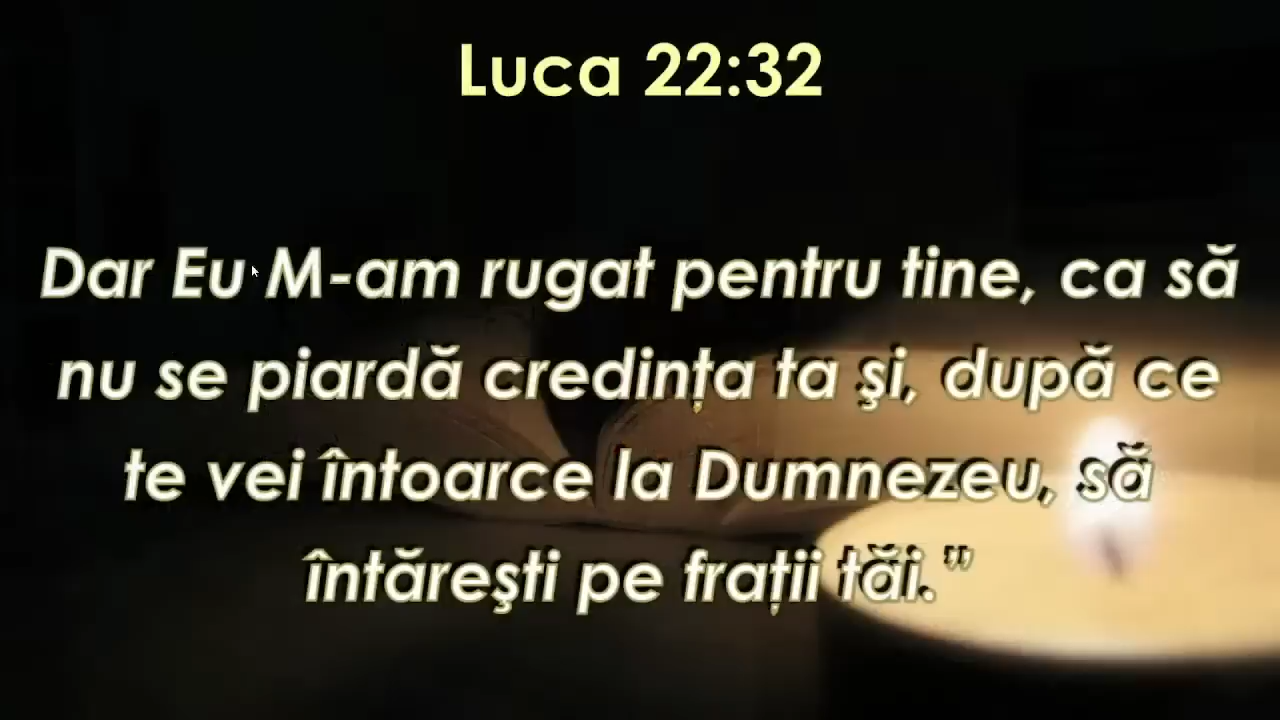 Luca 22:32
Dar Eu M-am rugat pentru tine, ca să
nu se piardă credința ta şi, după ce
te vei întoarce la Dumnezeu, să
întăreşti pe frații tăi.”